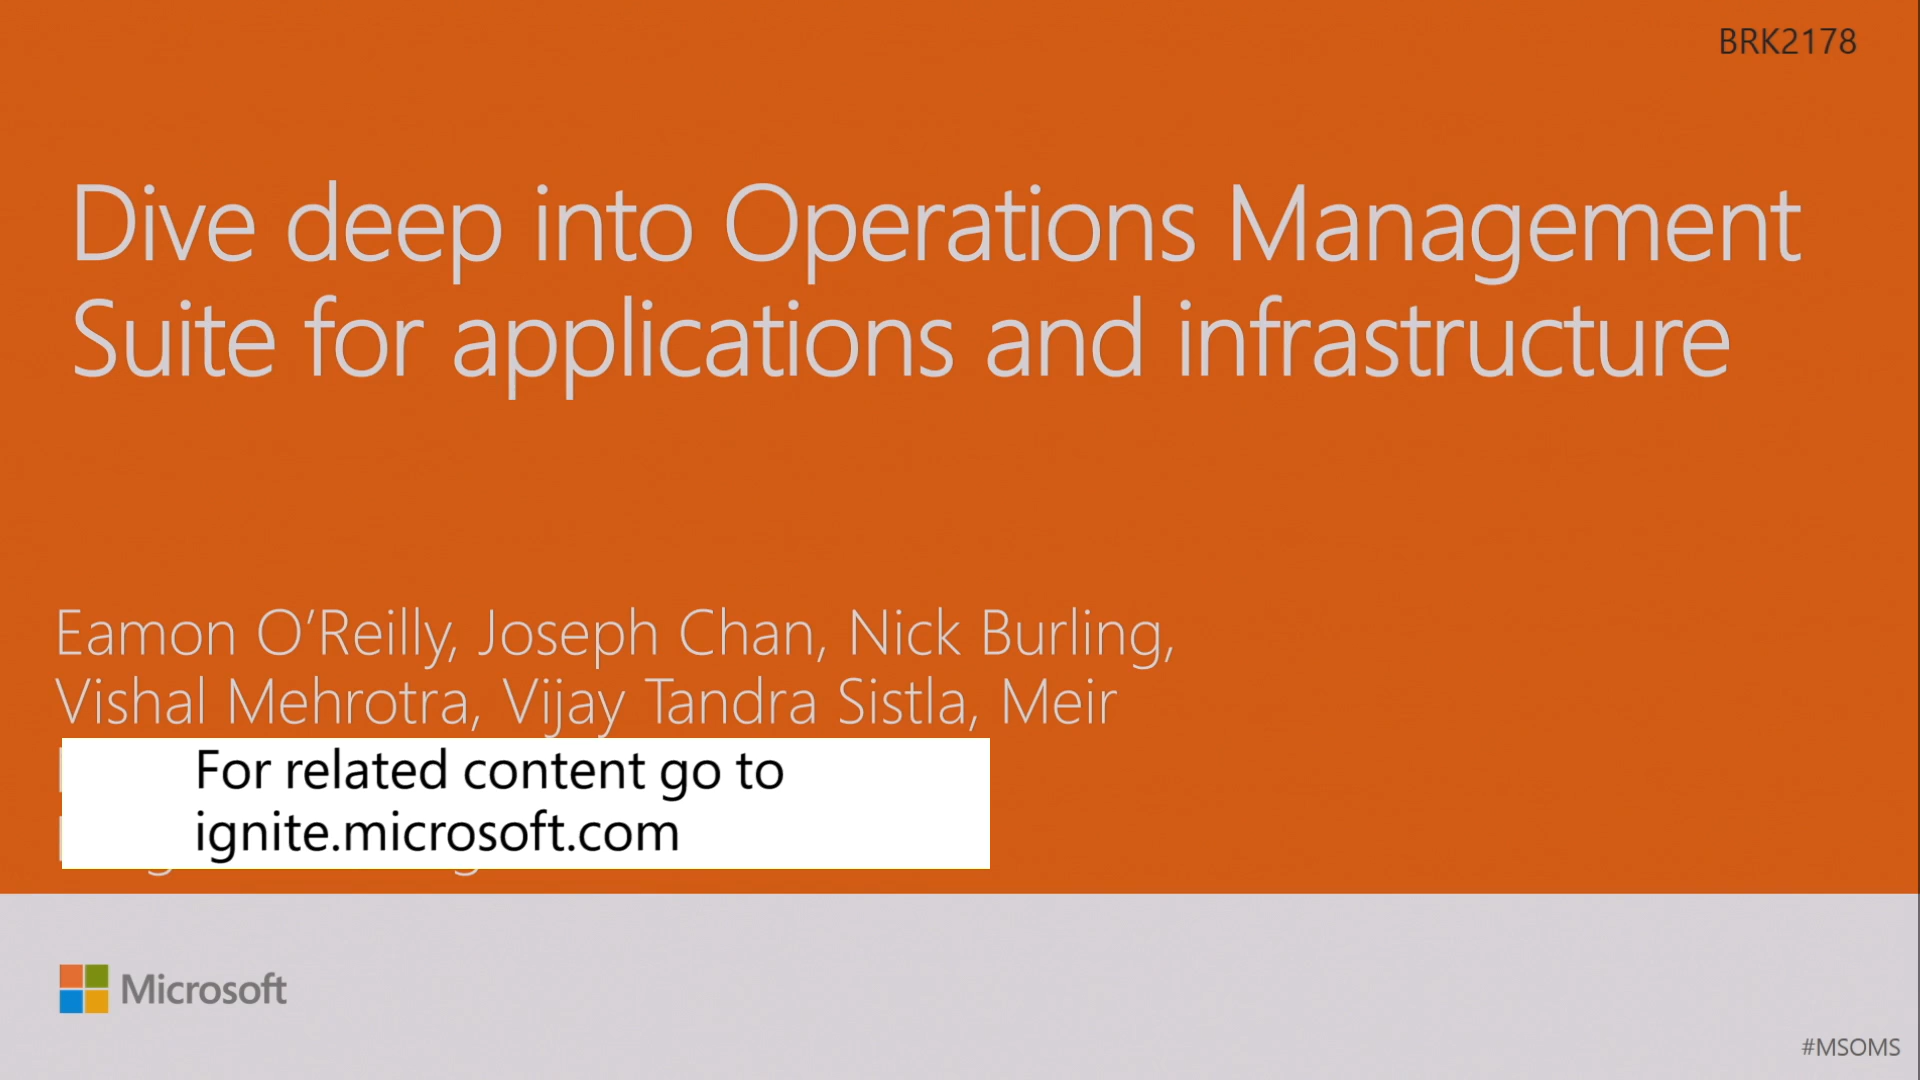 BRK2178
Dive deep into Operations Management
Suite for applications and infrastructure
Eamon O’Reilly, Joseph Chan, Nick Burling,
Vishal Mehrotra, Vijay Tandra Sistla, Meir
For related content go to
ignite.microsoft.com
Microsoft
#MSOMS